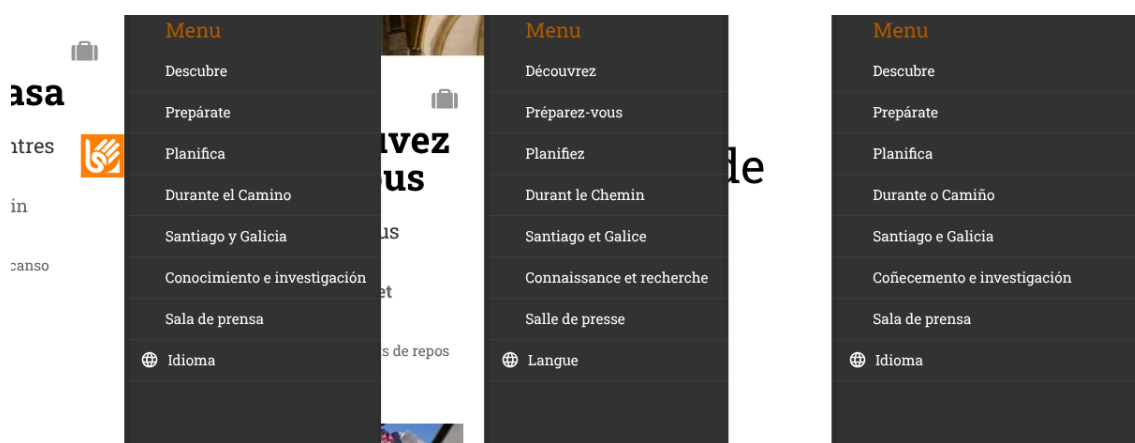 Menu
Descubre
Prepárate
Planifica
Durante el Camino
Santiago y Galicia
Conocimiento e investigación
Sala de prensa
Idioma
Menu
Découvrez
Préparez-vous
Planifiez
Durant le Chemin
Santiago et Galice
Connaissance et recherche
Salle de presse
Langue
Menu
Descubre
Prepárate
Planifica
Durante o Camiño
Santiago e Galicia
Coñecemento e investigación
Sala de prensa
Idioma
de repos